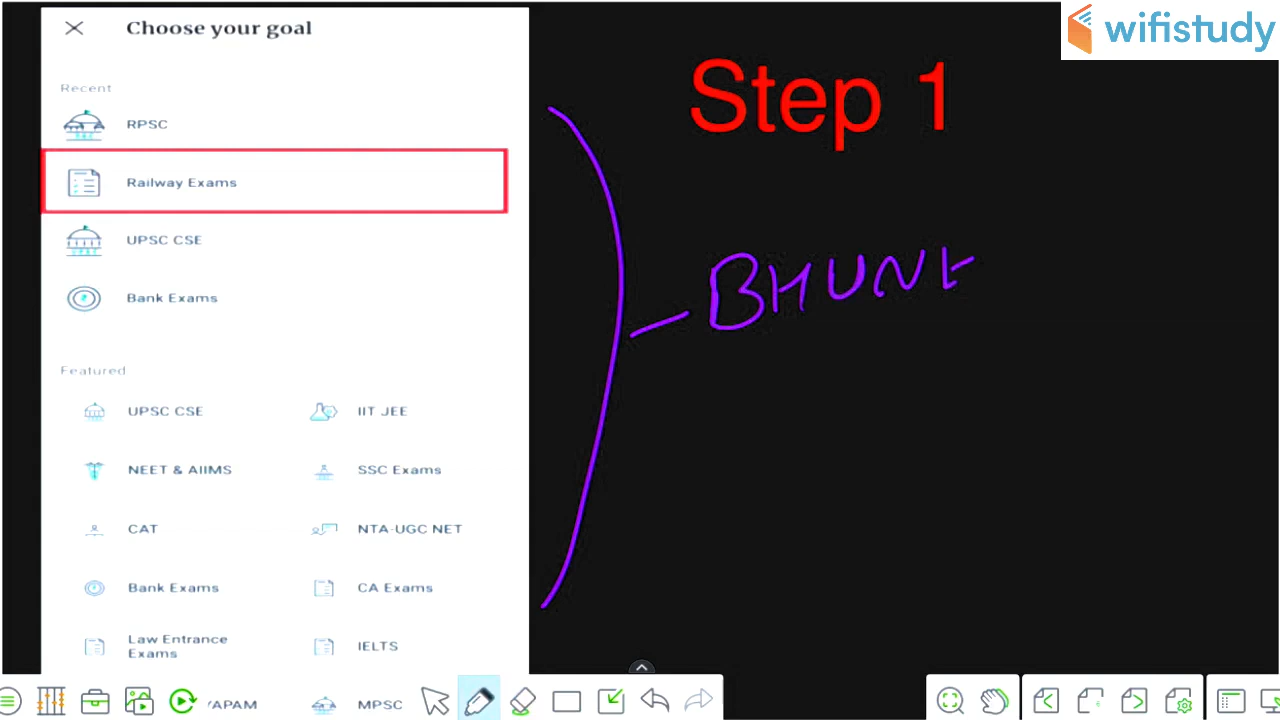 wifistudy
Choose your goal
Step 1
Recent
RPSC
Railway Exams
UPSC CSE
Bank Exams
BHUNE
Featured
UPSC CSE
IIT JEE
NEET & AIIMS
SSC Exams
CAT
NTA-UGC NET
Bank Exams
CA Exams
Law Entrance
Exams
IELTS
YAPAM
MPSC